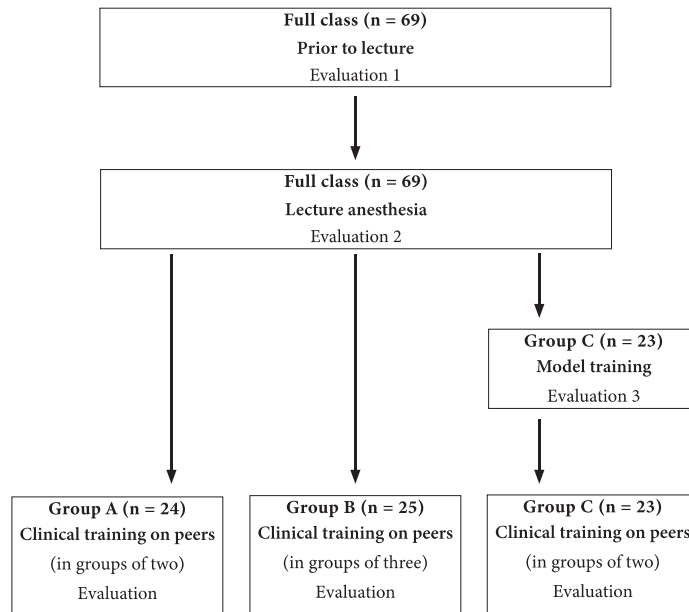 Full class (n = 69)
Prior to lecture
Evaluation 1
Full class (n = 69)
Lecture anesthesia
Evaluation 2
Group C (n = 23)
Model training
Evaluation 3
Group A (n = 24)
Clinical training on peers
(in groups of two)
Evaluation
Group B (n = 25)
Clinical training on peers
(in groups of three)
Evaluation
Group C (n = 23)
Clinical training on peers
(in groups of two)
Evaluation